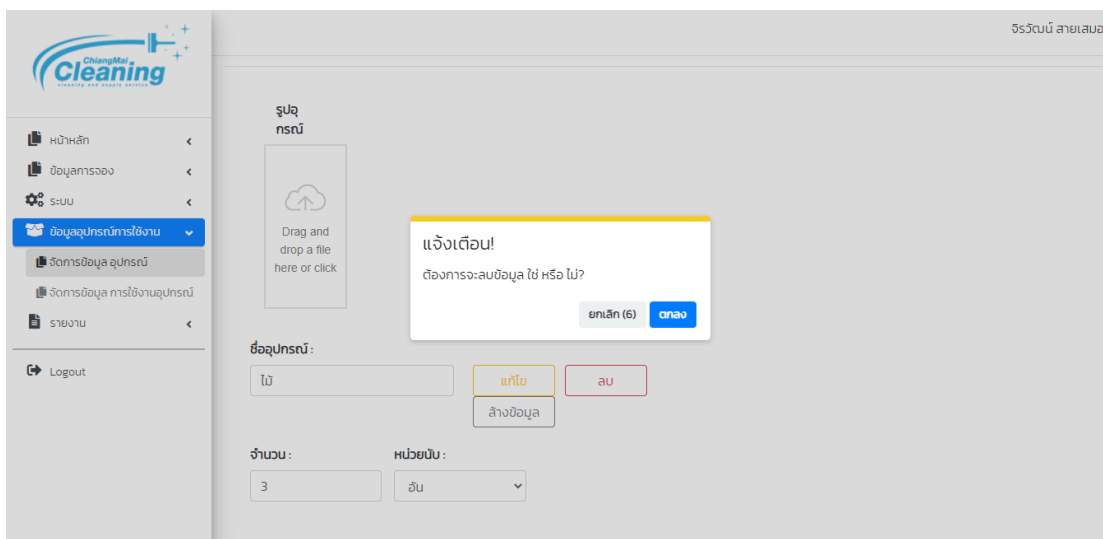 จิรวัฒน์ สายเสมอ
ChiangMai
Cleaning
cleaning and supply service
หน้าหลัก
ข้อมูลการจอง
ระบบ
ข้อมูลอุปกรณ์การใช้งาน
จัดการข้อมูล อุปกรณ์
จัดการข้อมูล การใช้งานอุปกรณ์
รายงาน
Logout
รูปอุ
กรณ์
Drag and
drop a file
here or click
แจ้งเตือน!
ต้องการจะลบข้อมูล ใช่ หรือ ไม่?
ยกเลิก (6) ตกลง
ชื่ออุปกรณ์ :
ไม้ แก้ไข ลบ
ล้างข้อมูล
จำนวน : หน่วยนับ :
3 อัน